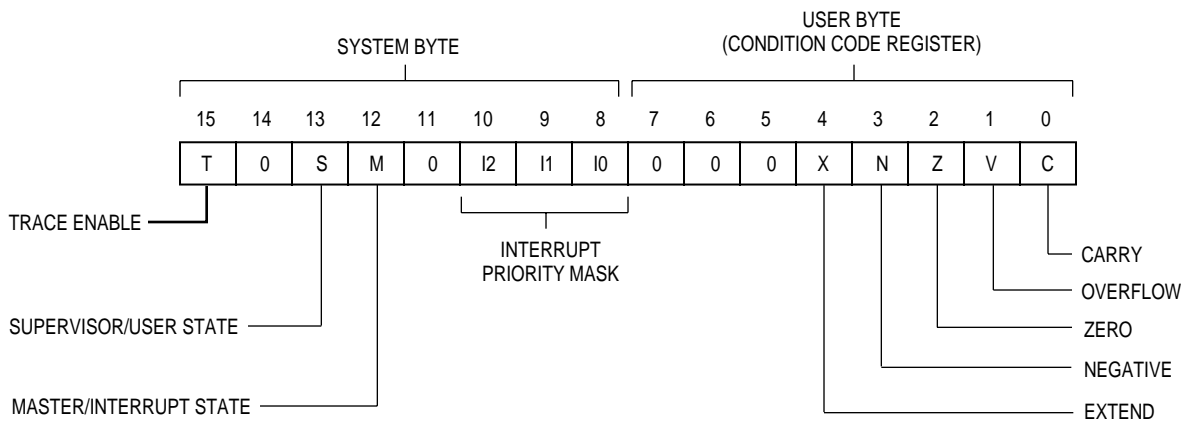 USER BYTE
(CONDITION CODE REGISTER)
SYSTEM BYTE
15 14 13 12 11 10 9 8 7 6 5 4 3 2 1 0
T 0 S M 0 I2 I1 I0 0 0 0 X N Z V C
TRACE ENABLE
INTERRUPT
PRIORITY MASK
CARRY
OVERFLOW
SUPERVISOR/USER STATE
ZERO
NEGATIVE
MASTER/INTERRUPT STATE
EXTEND